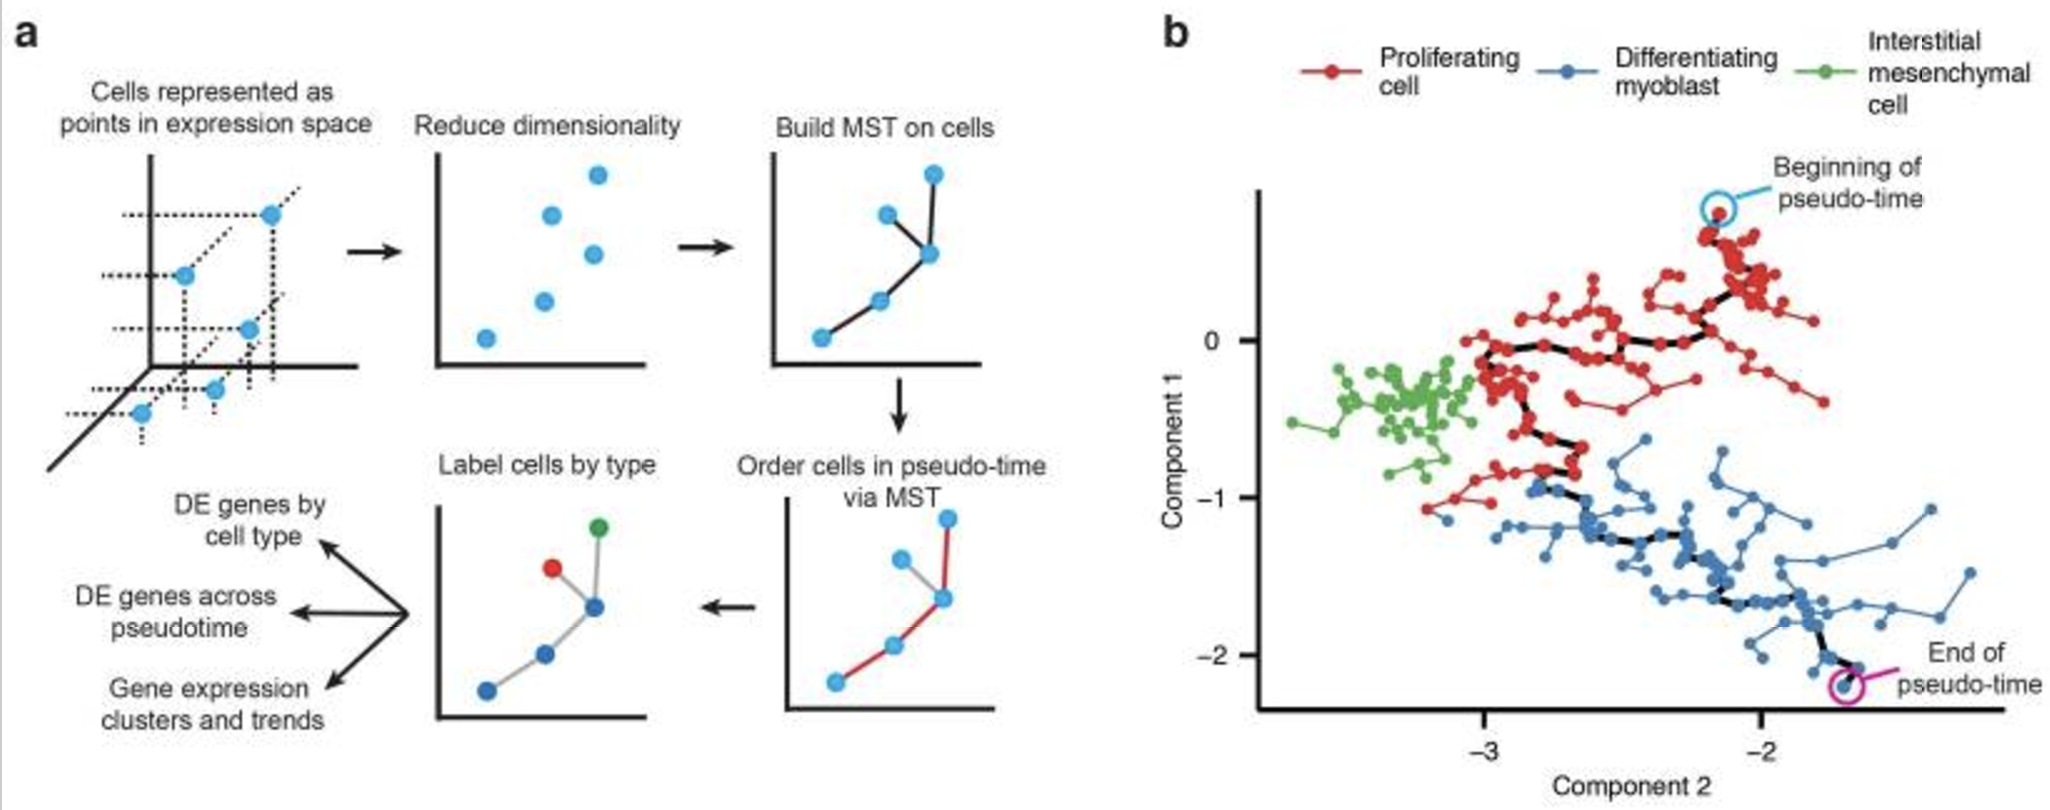 a
Cells represented as
points in expression space
Reduce dimensionality
Build MST on cells
Order cells in pseudo-time
via MST
Label cells by type
DE genes by
cell type
DE genes across
pseudotime
Gene expression
clusters and trends
b
Proliferating
cell
Differentiating
myoblast
Interstitial
mesenchymal
cell
Beginning of
pseudo-time
0
−1
−2
Component 1
End of
pseudo-time
−3
−2
Component 2